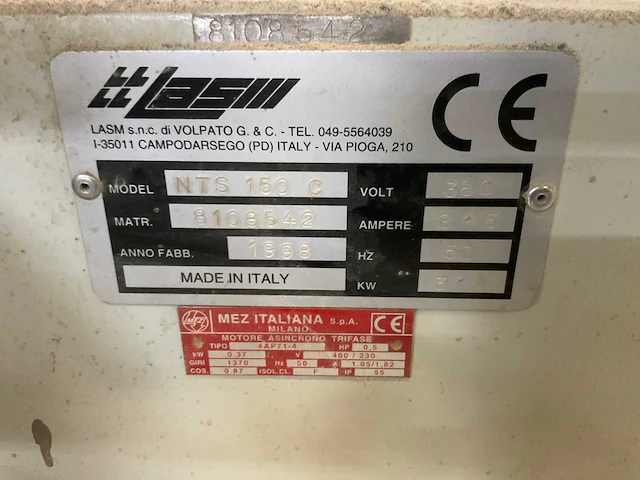 8108542
LASM
CE
LASM s.n.c. di VOLPATO G. & C. - TEL. 049-5564039
I-35011 CAMPODARSEGO (PD) ITALY - VIA PIOGA, 210
MODEL NTS 150 C VOLT 380
MATR. 8108542 AMPERE
ANNO FABB. 1998 HZ 50
MADE IN ITALY KW
MEZ MEZ ITALIANA S.p.A. CE
MILANO
MOTORE ASINCRONO TRIFASE
TIPO 4AP71-4 HP 0,5
kW 0.37 V 400/230
GIRI 1370 Hz 50 A 1.05/1.82
COS. 0.87 ISOL.CL. F IP 55